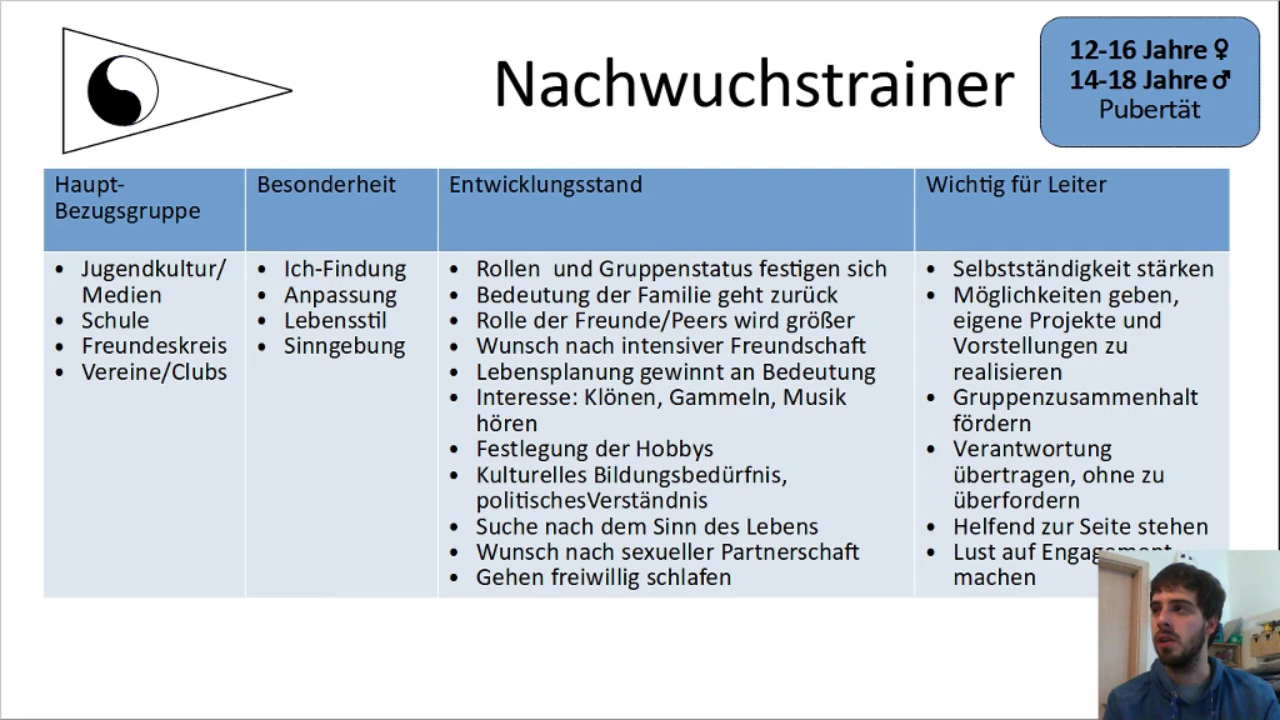 Nachwuchstrainer
12-16 Jahre ♀
14-18 Jahre ♂
Pubertät
Haupt-
Bezugsgruppe
Besonderheit
Entwicklungsstand
Wichtig für Leiter
• Jugendkultur/
Medien
• Schule
• Freundeskreis
• Vereine/Clubs
• Ich-Findung
• Anpassung
• Lebensstil
• Sinngebung
• Rollen und Gruppenstatus festigen sich
• Bedeutung der Familie geht zurück
• Rolle der Freunde/Peers wird größer
• Wunsch nach intensiver Freundschaft
• Lebensplanung gewinnt an Bedeutung
• Interesse: Klönen, Gammeln, Musik
hören
• Festlegung der Hobbys
• Kulturelles Bildungsbedürfnis,
politischesVerständnis
• Suche nach dem Sinn des Lebens
• Wunsch nach sexueller Partnerschaft
• Gehen freiwillig schlafen
• Selbstständigkeit stärken
• Möglichkeiten geben,
eigene Projekte und
Vorstellungen zu
realisieren
• Gruppenzusammenhalt
fördern
• Verantwortung
übertragen, ohne zu
überfordern
• Helfend zur Seite stehen
• Lust auf Engagement
machen